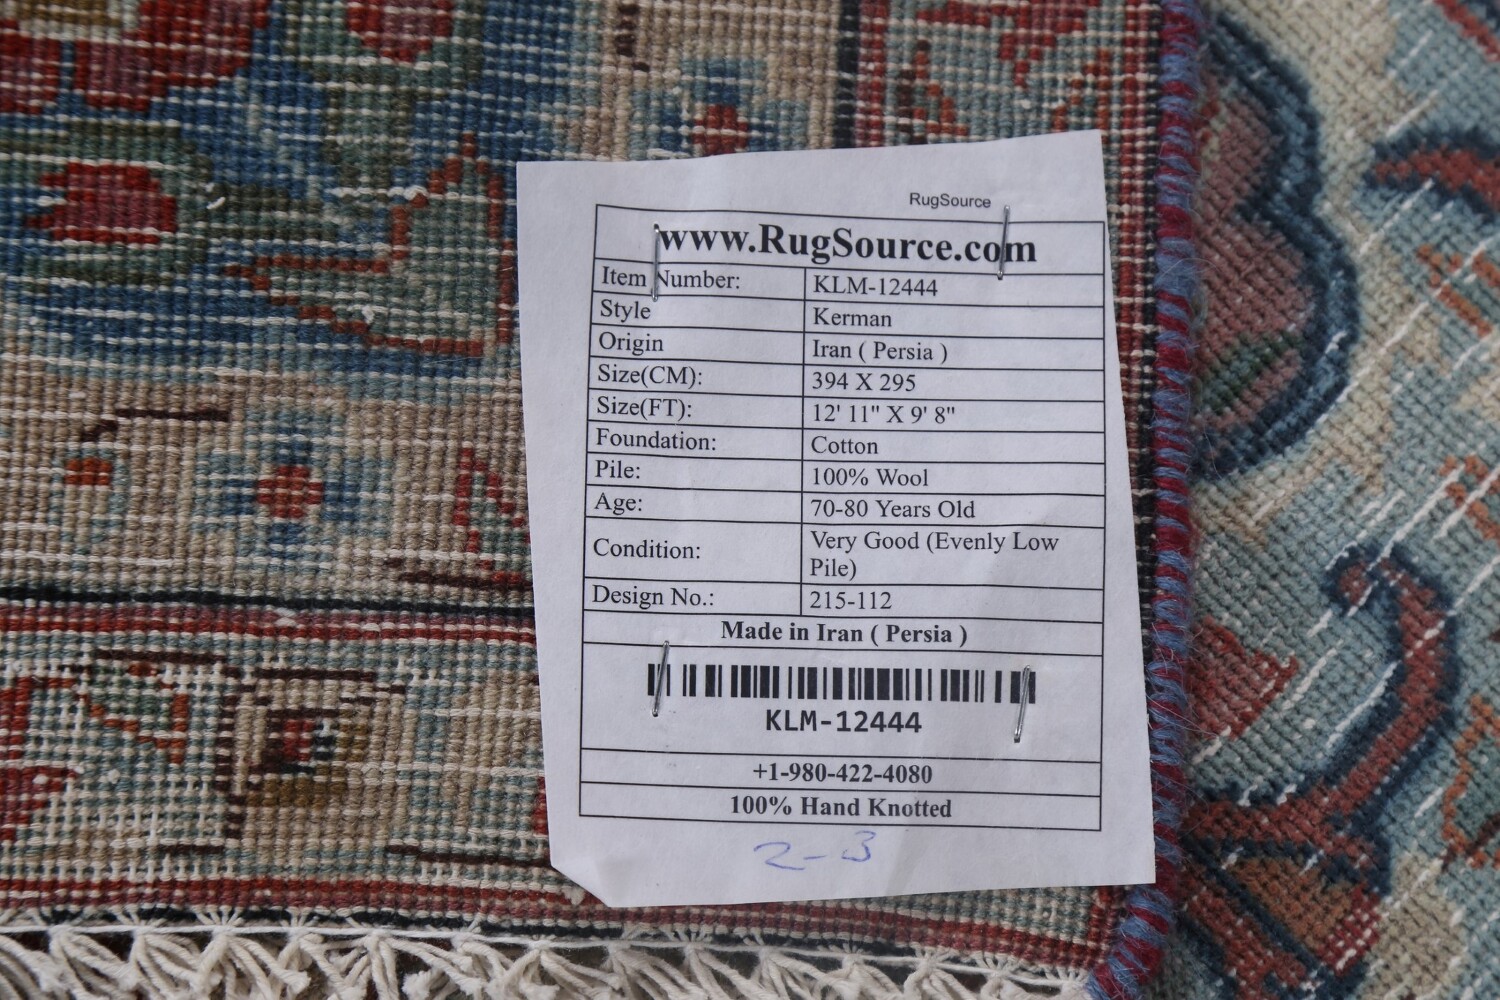 RugSource
www.RugSource.com
Item Number: KLM-12444
Style Kerman
Origin Iran ( Persia )
Size(CM): 394 X 295
Size(FT): 12' 11" X 9' 8"
Foundation: Cotton
Pile: 100% Wool
Age: 70-80 Years Old
Condition: Very Good (Evenly Low
Pile)
Design No.: 215-112
Made in Iran ( Persia )
KLM-12444
+1-980-422-4080
100% Hand Knotted
2-3